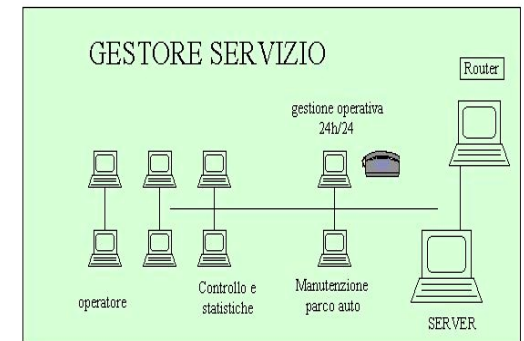 GESTORE SERVIZIO
Router
gestione operativa
24h/24
operatore
Controllo e
statistiche
Manutenzione
parco auto
SERVER